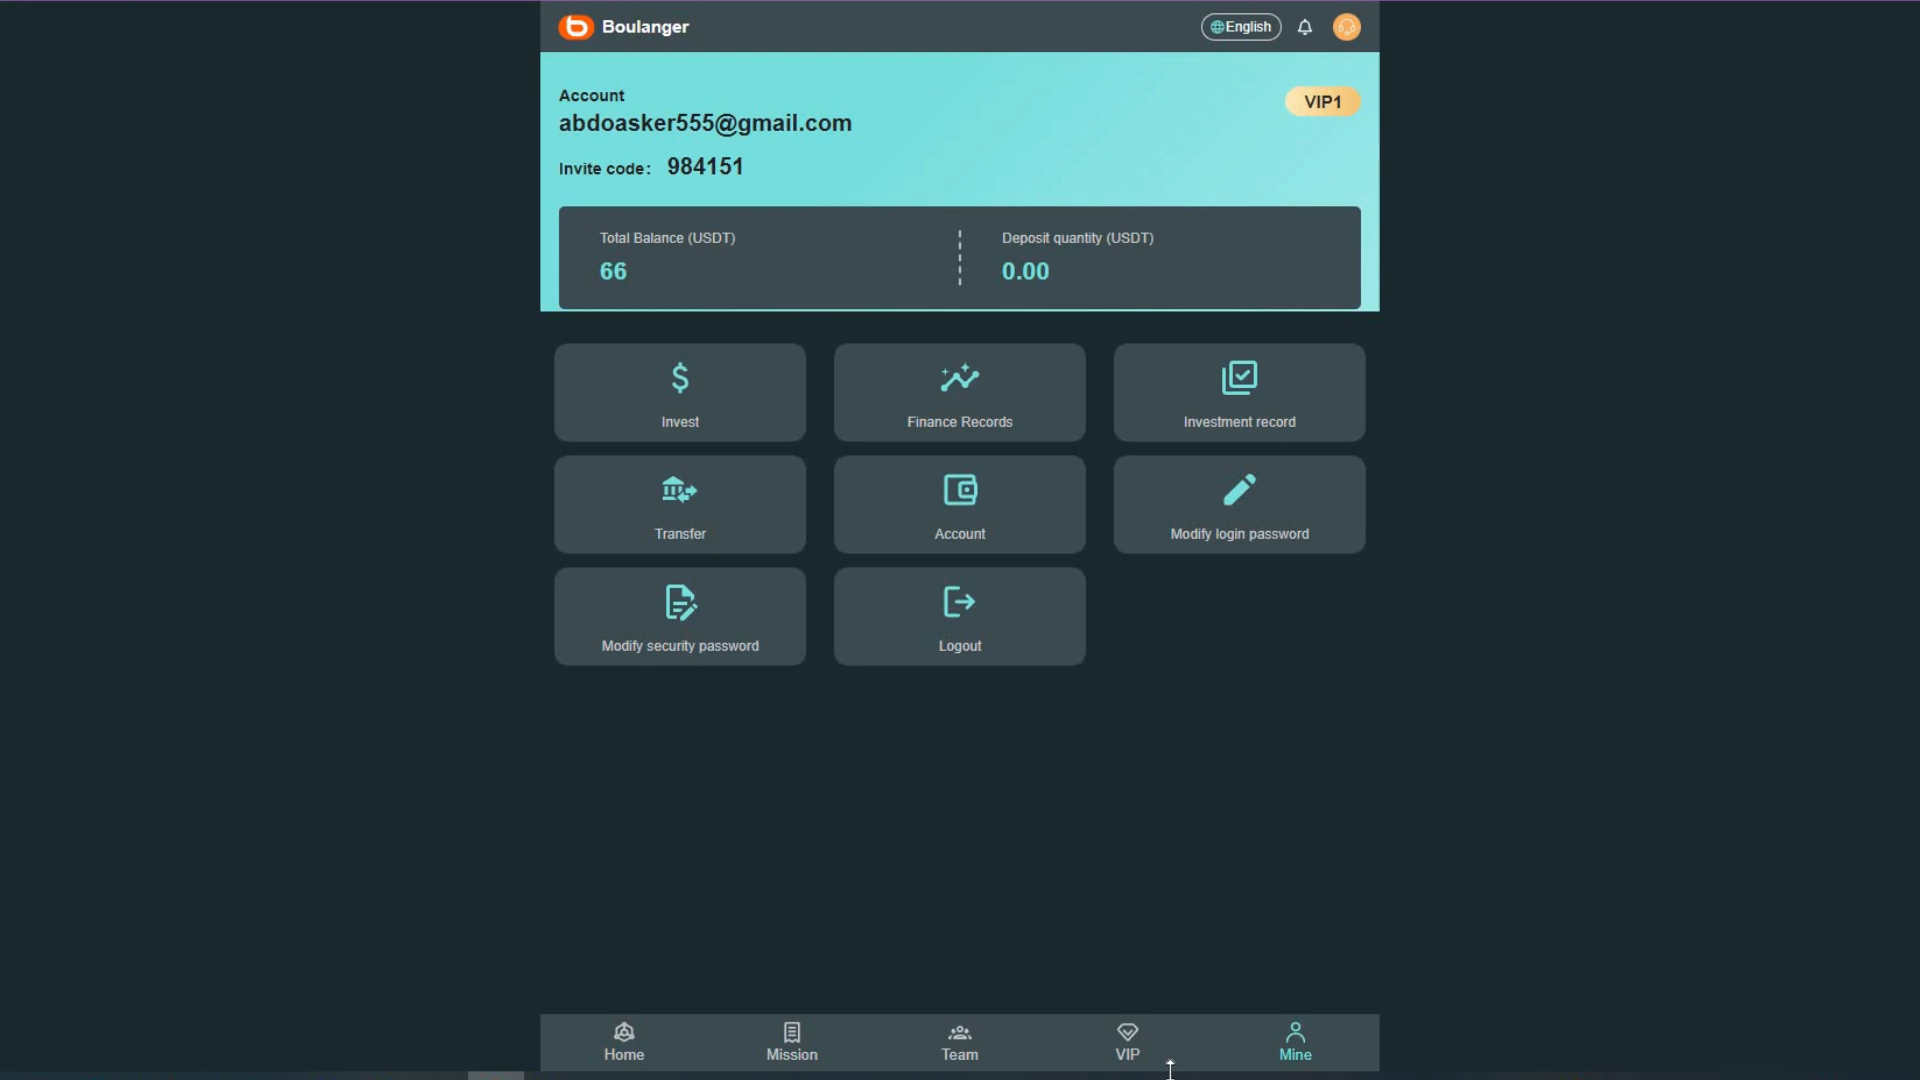 Boulanger
English
Account
VIP1
abdoasker555@gmail.com
Invite code: 984151
Total Balance (USDT)
66
Deposit quantity (USDT)
0.00
Invest
Finance Records
Investment record
Transfer
Account
Modify login password
Modify security password
Logout
Home
Mission
Team
VIP
Mine